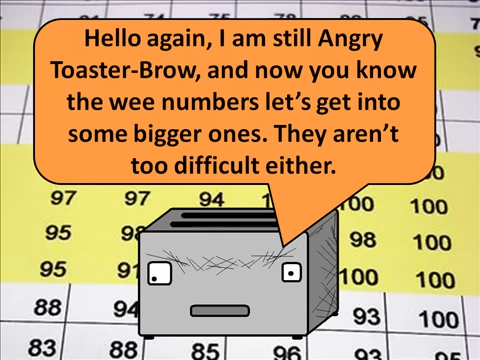 Hello again, I am still Angry
Toaster-Brow, and now you know
the wee numbers let’s get into
some bigger ones. They aren’t
too difficult either.
97 97 94 100 100
95 98 100
95 100 100
88 94 93 100
83 88 85 96 93